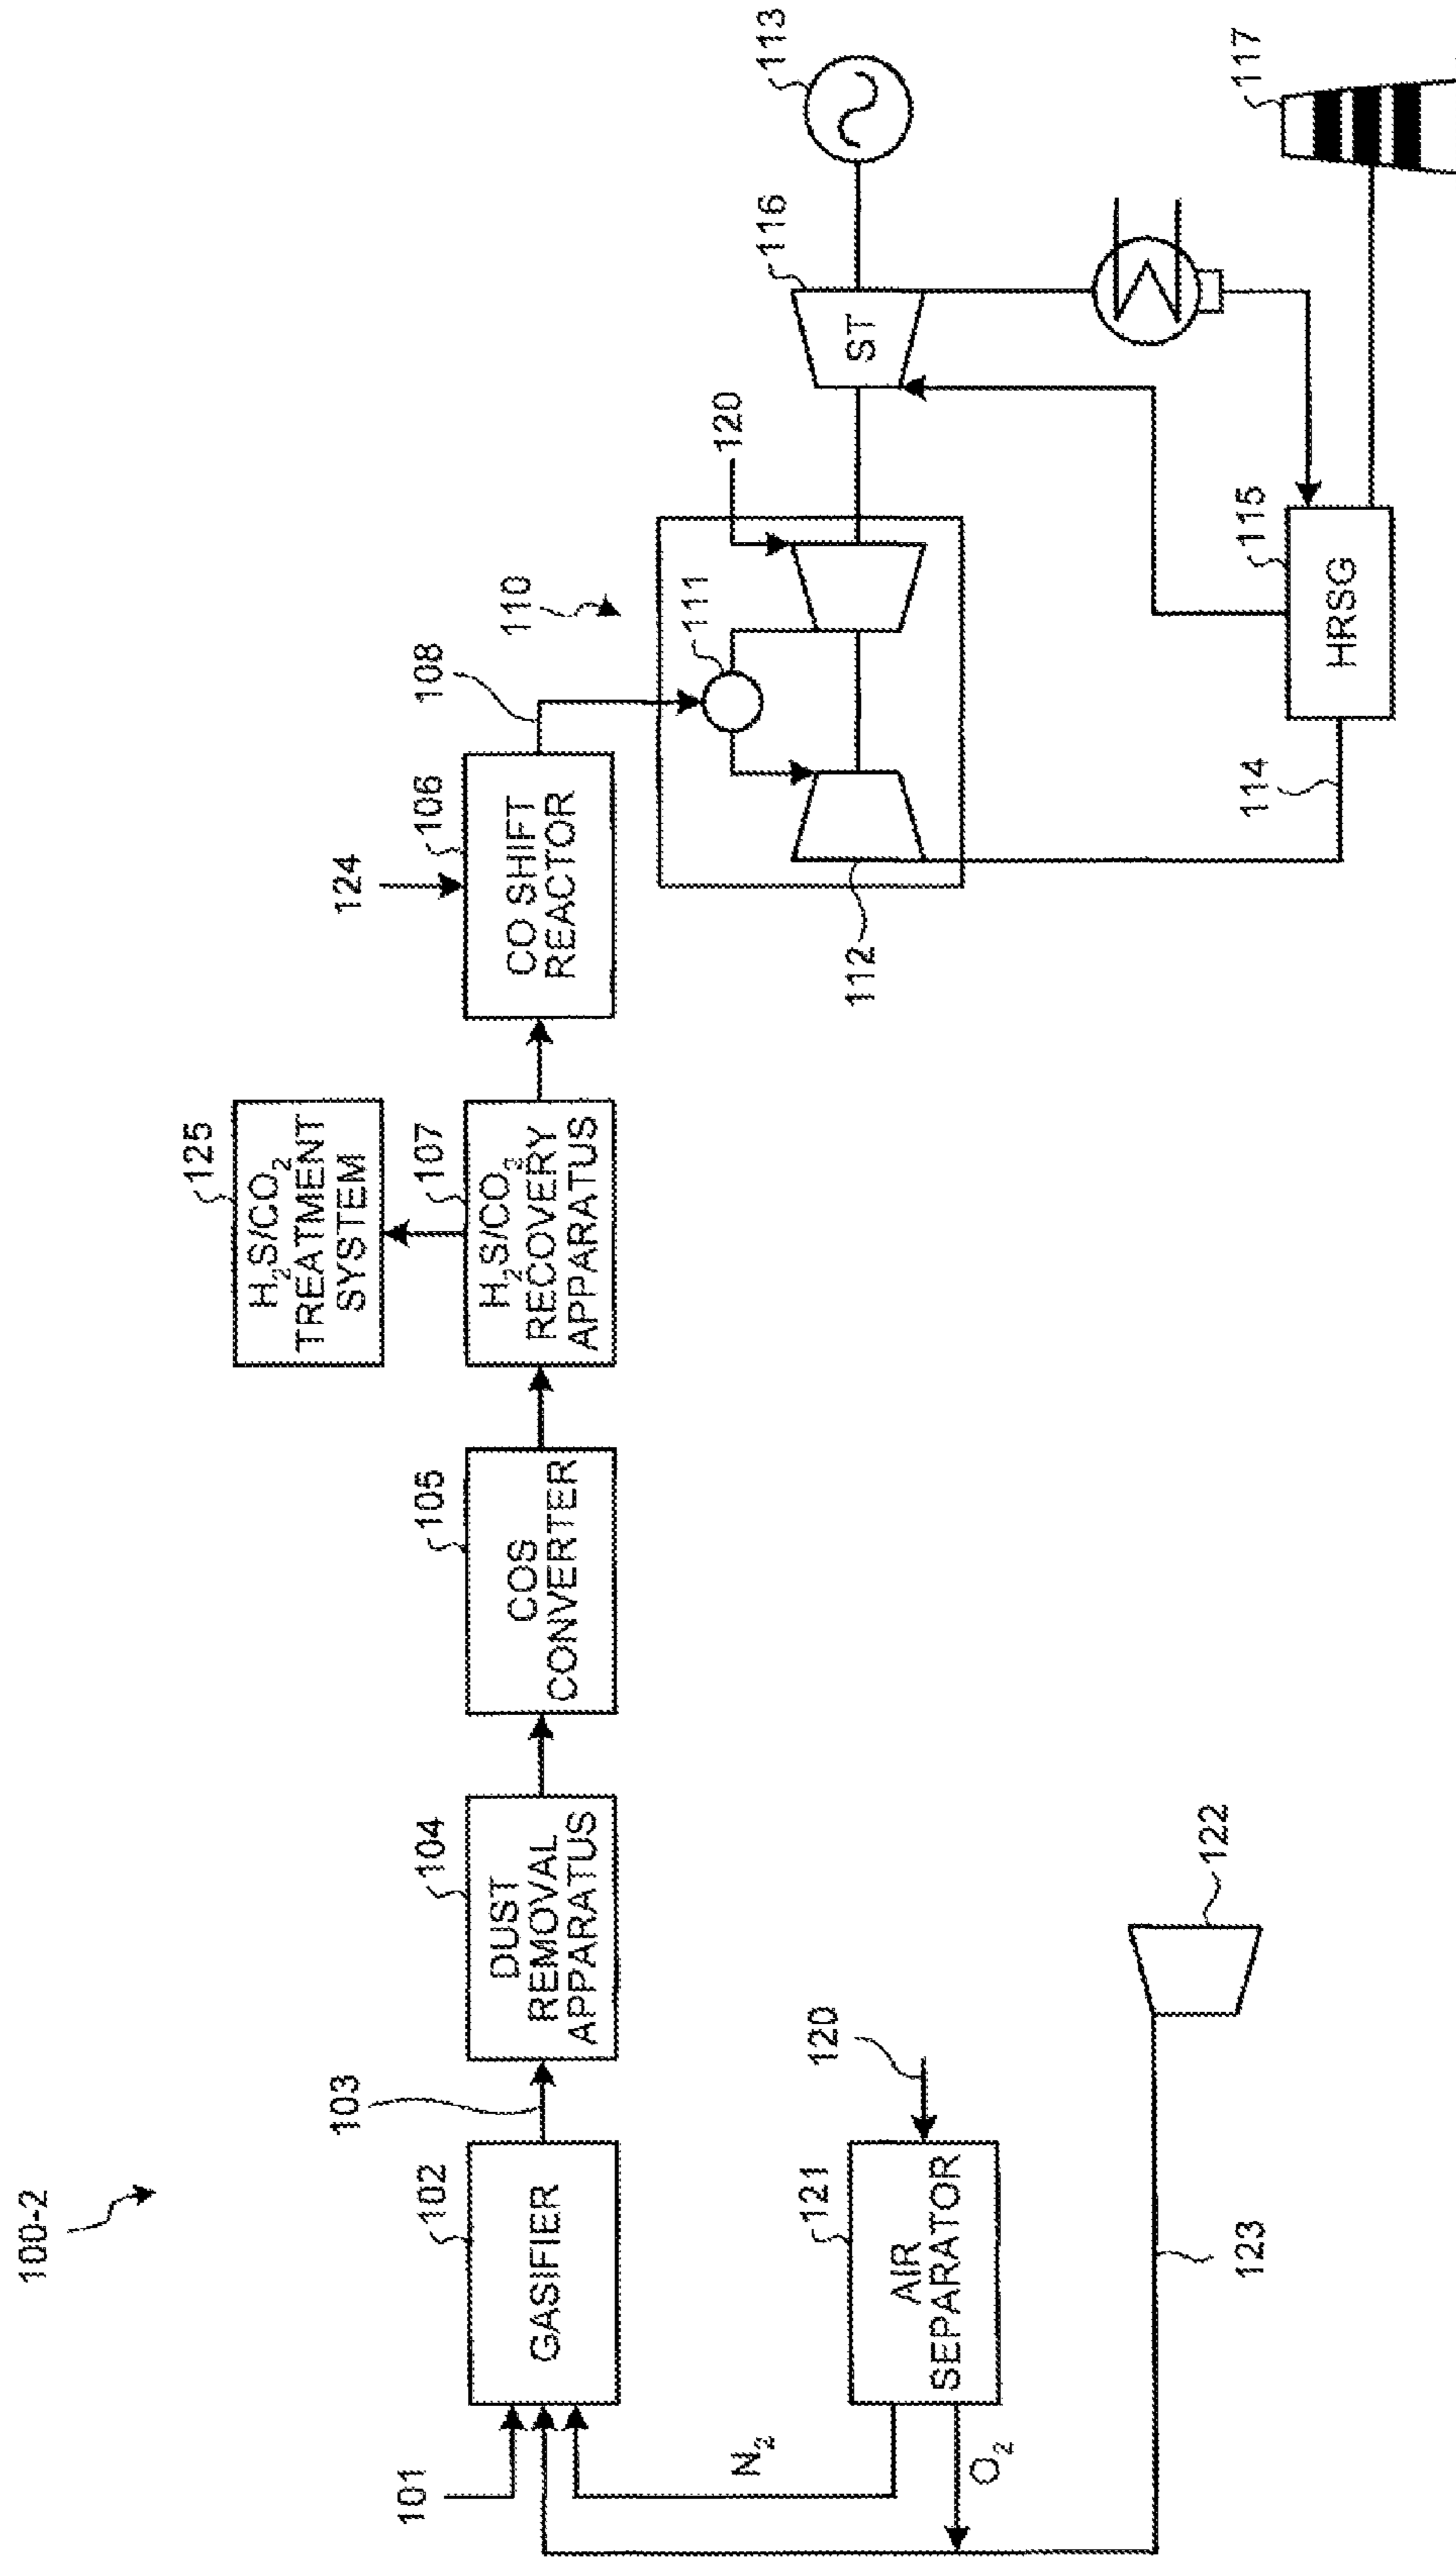 100-2
101
102
GASIFIER
103
104
DUST
REMOVAL
APPARATUS
105
COS
CONVERTER
125
H2S/CO2
TREATMENT
SYSTEM
107
H2S/CO2
RECOVERY
APPARATUS
124
106
CO SHIFT
REACTOR
108
110
111
120
112
116
ST
113
N2
O2
121
AIR
SEPARATOR
120
123
122
114
115
HRSG
117